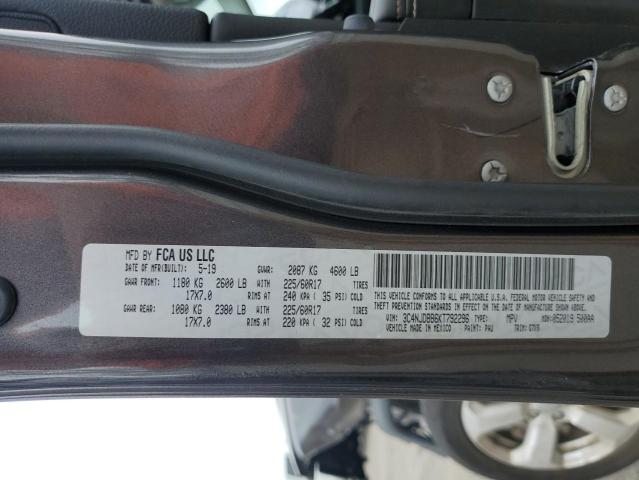 MFD BY FCA US LLC
DATE OF MFR(BUILT): 5-19 GVWR: 2087 KG 4600 LB
GAWR FRONT: 1180 KG 2600 LB WITH 225/60R17 TIRES
17X7.0 RIMS AT 240 KPA ( 35 PSI) COLD
GAWR REAR: 1080 KG 2380 LB WITH 225/60R17 TIRES
17X7.0 RIMS AT 220 KPA ( 32 PSI) COLD
THIS VEHICLE CONFORMS TO ALL APPLICABLE U.S.A. FEDERAL MOTOR VEHICLE SAFETY AND
THEFT PREVENTION STANDARDS IN EFFECT ON THE DATE OF MANUFACTURE SHOWN ABOVE.
VIN: 3C4NJDBB6KT792296 TYPE: MPV MDH:052019 500AA
VEHICLE MADE IN MEXICO PAINT: PAU TRIM: